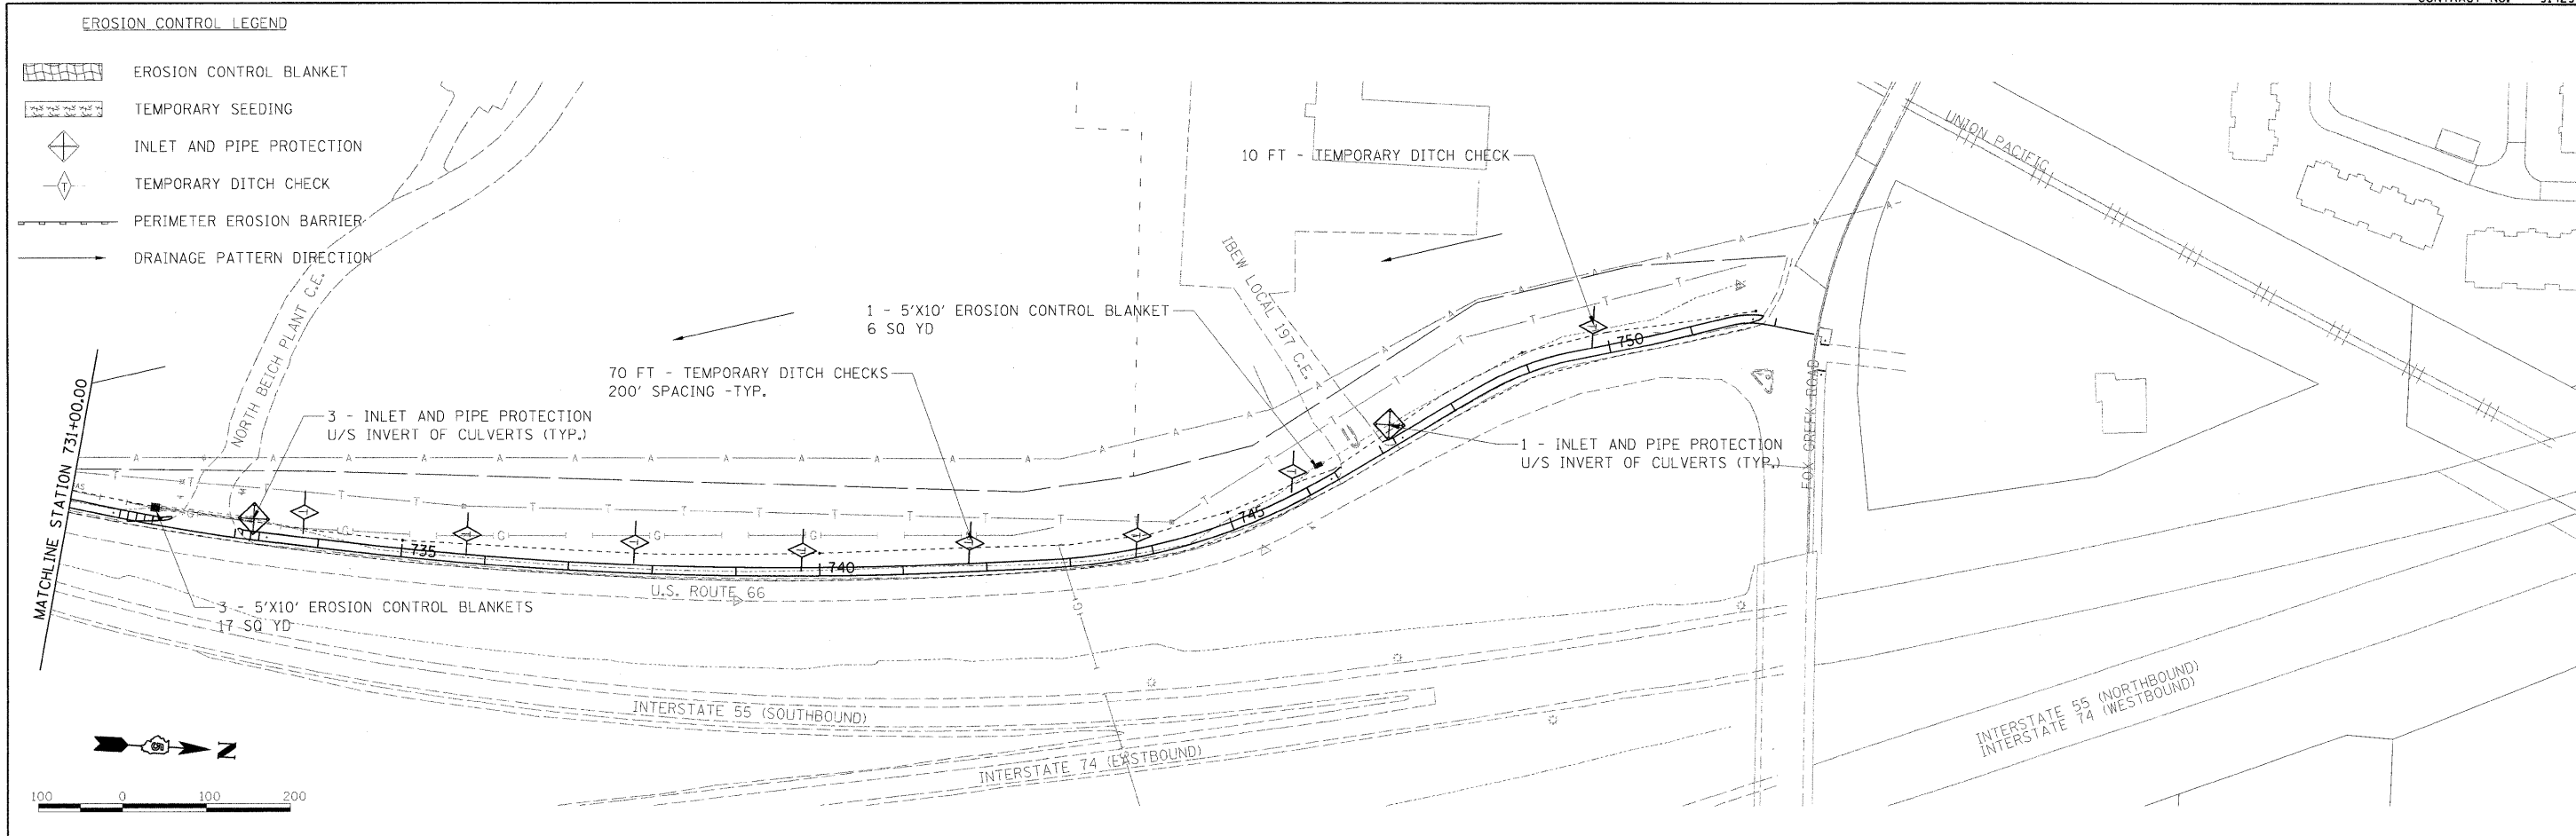 EROSION CONTROL LEGEND
EROSION CONTROL BLANKET
TEMPORARY SEEDING
INLET AND PIPE PROTECTION
T
TEMPORARY DITCH CHECK
PERIMETER EROSION BARRIER
DRAINAGE PATTERN DIRECTION
NORTH BEICH PLANT C.E.
MATCHLINE STATION 731+00.00
3 - INLET AND PIPE PROTECTION
U/S INVERT OF CULVERTS (TYP.)
70 FT - TEMPORARY DITCH CHECKS
200' SPACING -TYP.
1 - 5'X10' EROSION CONTROL BLANKET
6 SQ YD
10 FT - TEMPORARY DITCH CHECK
IBEW LOCAL 197 C.E.
1 - INLET AND PIPE PROTECTION
U/S INVERT OF CULVERTS (TYP.)
UNION PACIFIC
FOX CREEK ROAD
735
740
745
750
U.S. ROUTE 66
3 - 5'X10' EROSION CONTROL BLANKETS
17 SQ YD
INTERSTATE 55 (SOUTHBOUND)
INTERSTATE 74 (EASTBOUND)
INTERSTATE 55 (NORTHBOUND)
INTERSTATE 74 (WESTBOUND)
N
100 0 100 200